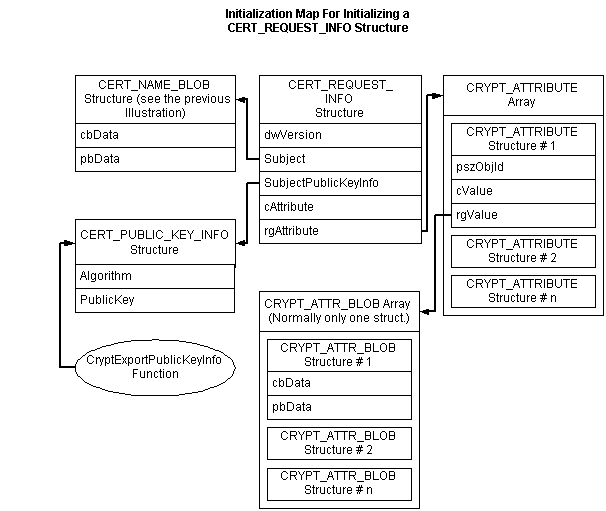 Initialization Map For Initializing a
CERT_REQUEST_INFO Structure
CERT_NAME_BLOB
Structure (see the previous
Illustration)
cbData
pbData
CERT_REQUEST_
INFO
Structure
dwVersion
Subject
SubjectPublicKeyInfo
cAttribute
rgAttribute
CRYPT_ATTRIBUTE
Array
CRYPT_ATTRIBUTE
Structure # 1
pszObjId
cValue
rgValue
CRYPT_ATTRIBUTE
Structure # 2
CRYPT_ATTRIBUTE
Structure # n
CERT_PUBLIC_KEY_INFO
Structure
Algorithm
PublicKey
CryptExportPublicKeyInfo
Function
CRYPT_ATTR_BLOB Array
(Normally only one struct.)
CRYPT_ATTR_BLOB
Structure # 1
cbData
pbData
CRYPT_ATTR_BLOB
Structure # 2
CRYPT_ATTR_BLOB
Structure # n